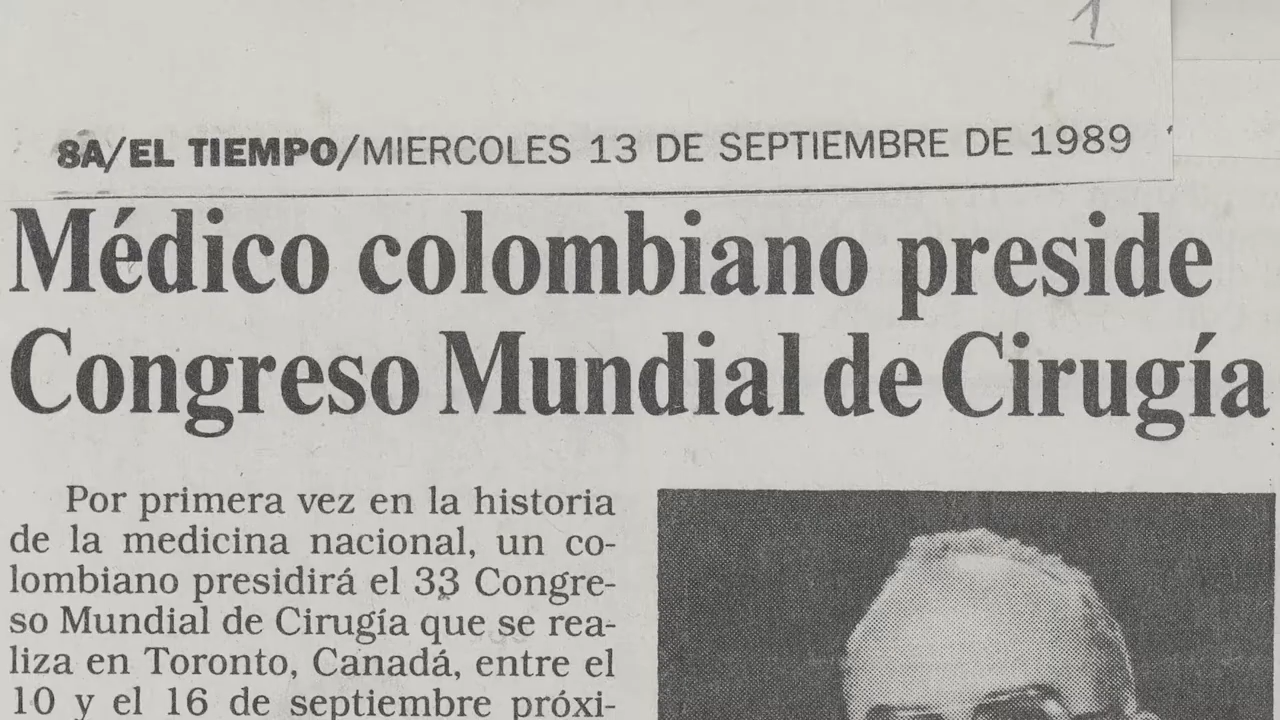 1
8A/EL TIEMPO/MIERCOLES 13 DE SEPTIEMBRE DE 1989
Médico colombiano preside
Congreso Mundial de Cirugía
Por primera vez en la historia
de la medicina nacional, un co-
lombiano presidirá el 33 Congre-
so Mundial de Cirugía que se rea-
liza en Toronto, Canadá, entre el
10 y el 16 de septiembre próxi-